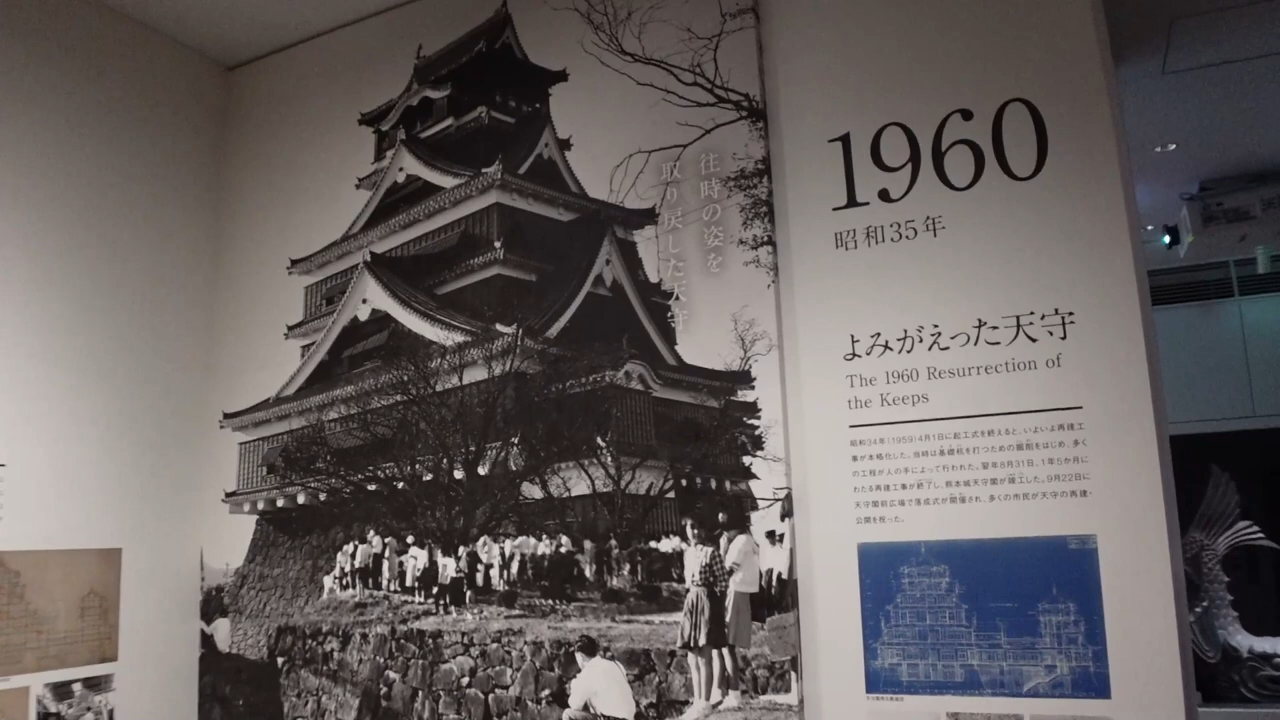 往時の姿を
取り戻した天守
1960
昭和35年
よみがえった天守
The 1960 Resurrection of
the Keeps
昭和34年(1959)4月1日に起工式を終えると、いよいよ再建工
事が本格化した。当時は基礎杭を打つための掘削をはじめ、多く
の工程が人の手によって行われた。翌年8月31日、1年5か月に
わたる再建工事が終了し、熊本城天守閣が竣工した。9月22日に
天守閣前広場で落成式が開催され、多くの市民が天守の再建・
公開を祝った。